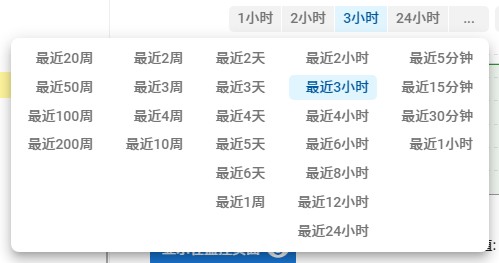 1小时 2小时 3小时 24小时 ...
最近20周 最近2周 最近2天 最近2小时 最近5分钟
最近50周 最近3周 最近3天 最近3小时 最近15分钟
最近100周 最近4周 最近4天 最近4小时 最近30分钟
最近200周 最近10周 最近5天 最近6小时 最近1小时
最近6天 最近8小时
最近1周 最近12小时
最近24小时
值: